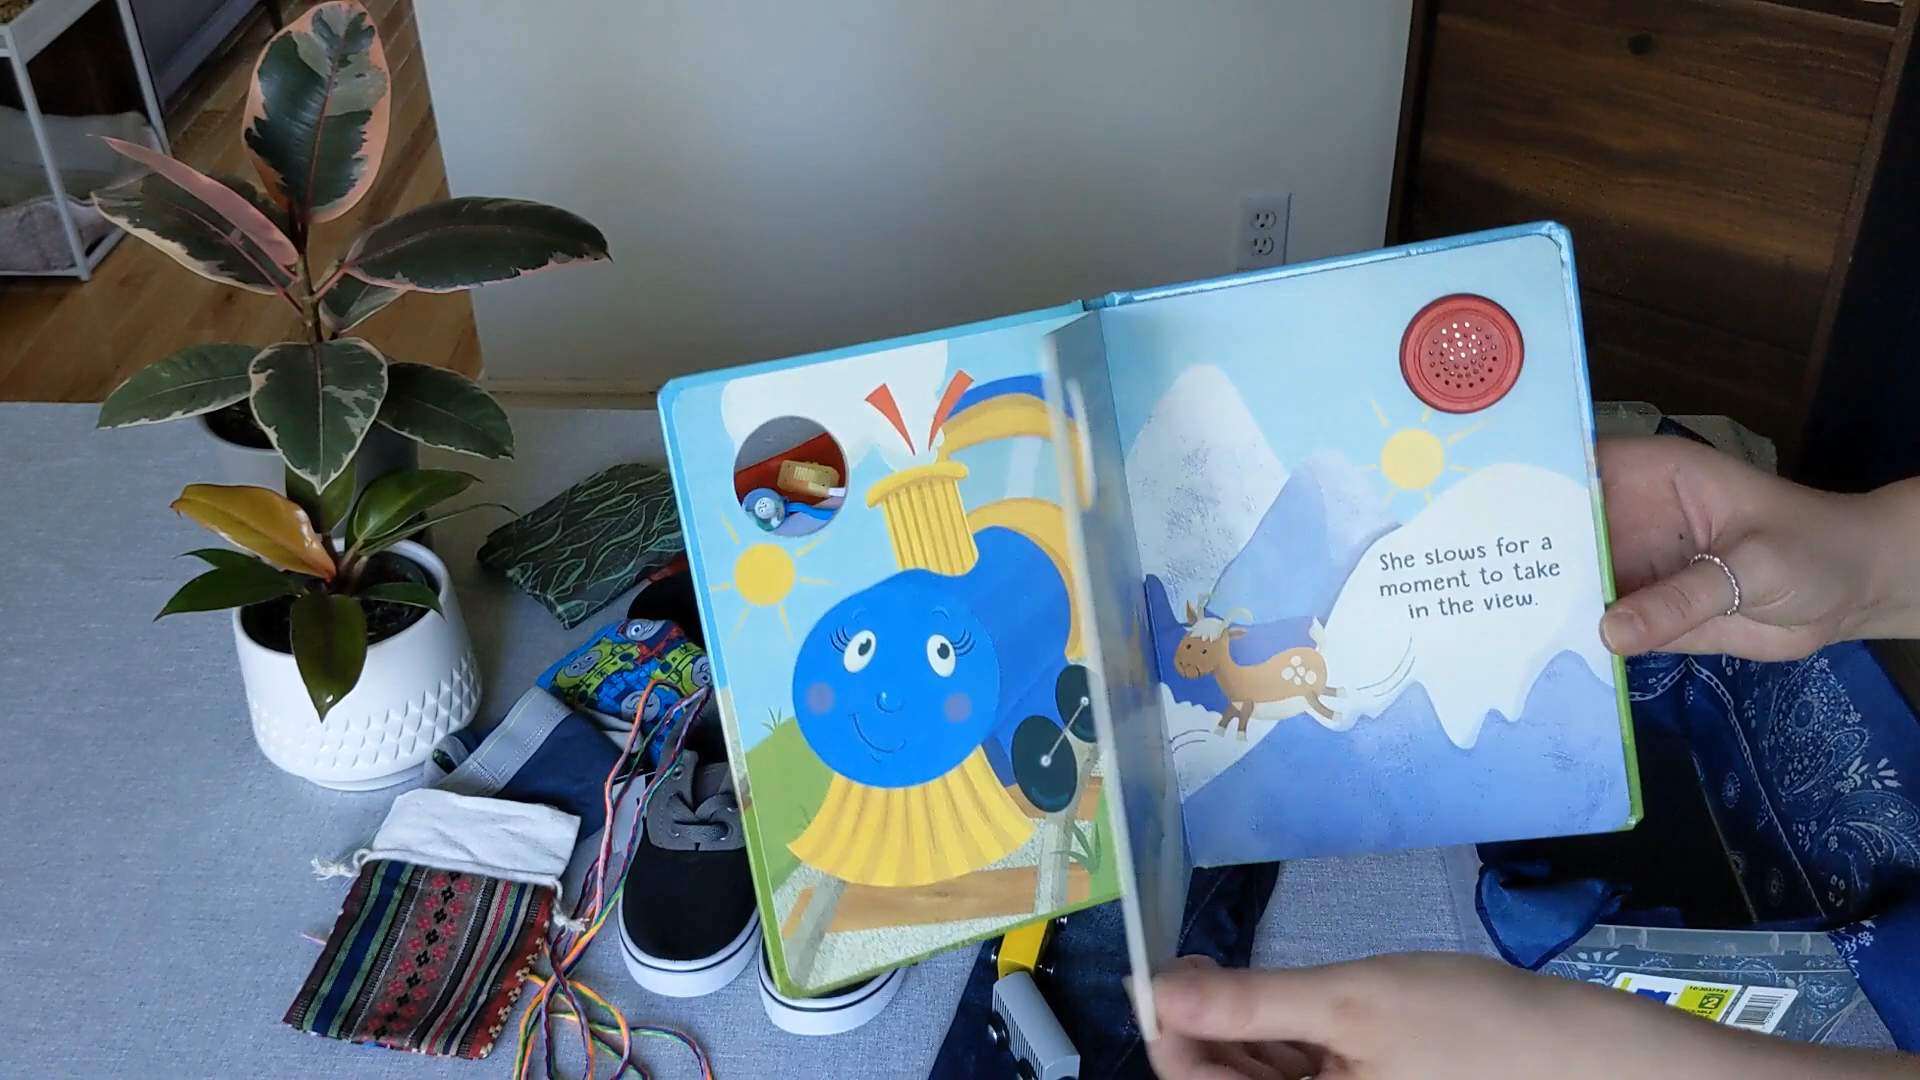 She slows for a
moment to take
in the view.